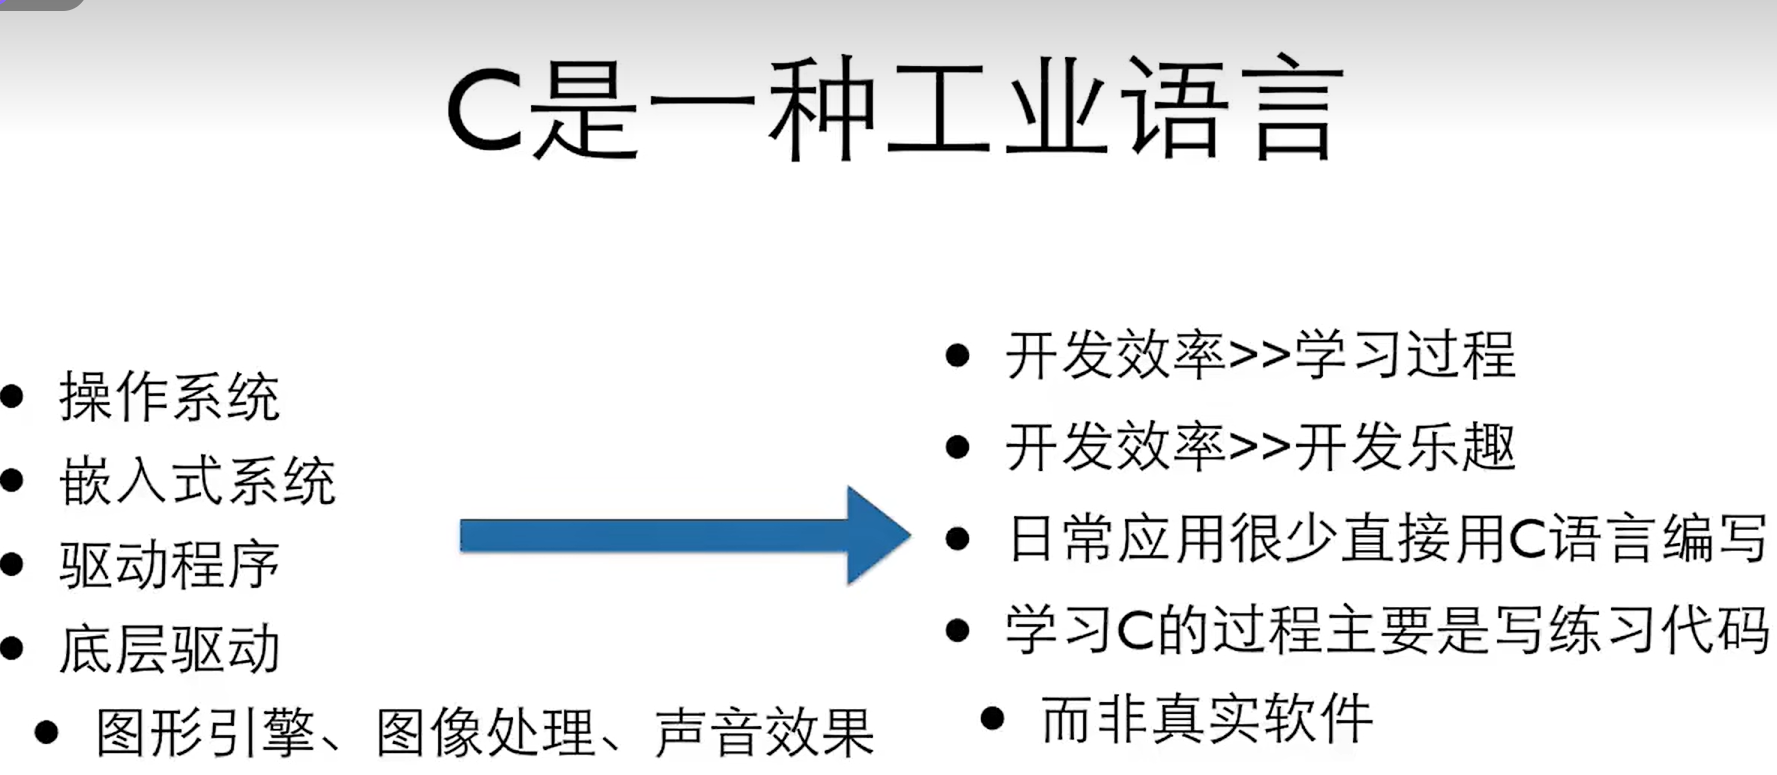 C是一种工业语言
• 操作系统
• 嵌入式系统
• 驱动程序
• 底层驱动
• 图形引擎、图像处理、声音效果
• 开发效率>>学习过程
• 开发效率>>开发乐趣
• 日常应用很少直接用C语言编写
• 学习C的过程主要是写练习代码
• 而非真实软件